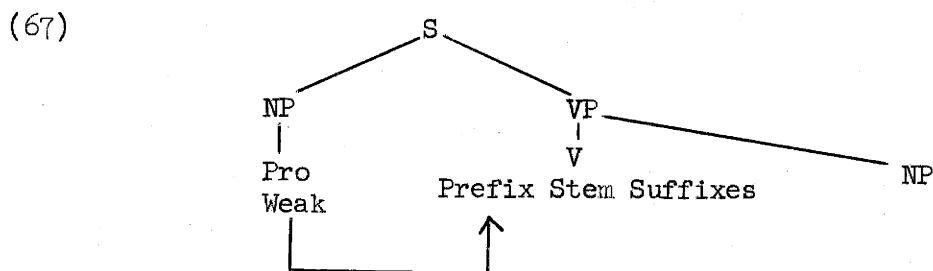 (67)
S
NP VP
Pro V NP
Weak Prefix Stem Suffixes